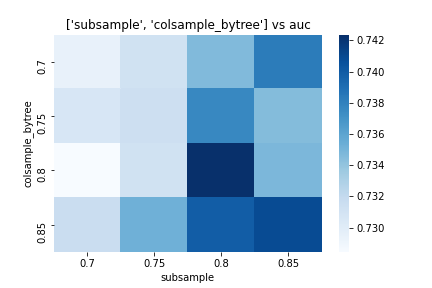 ['subsample', 'colsample_bytree'] vs auc
colsample_bytree
0.7
0.75
0.8
0.85
0.7 0.75 0.8 0.85
subsample
0.742
0.740
0.738
0.736
0.734
0.732
0.730